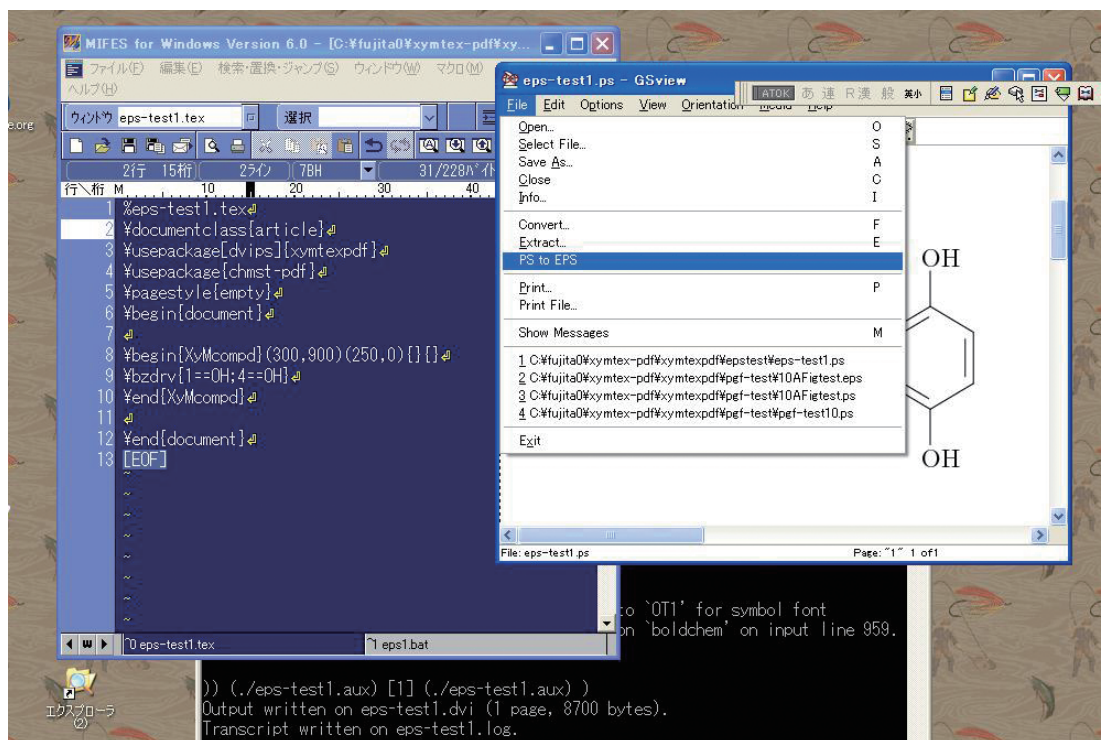 MIFES for Windows Version 6.0 - [C:¥fujita0¥xymtex-pdf¥xy...
ファイル(F) 編集(E) 検索・置換・ジャンプ(S) ウィンドウ(W) マクロ(M)
ヘルプ(H)
ウィンドウ eps-test1.tex 選択
2行 15桁 2ライン 7BH 31/228バイト
行\桁 M 10 20 30 40
1 %eps-test1.tex
2 ¥documentclass{article}
3 ¥usepackage[dvips]{xymtexpdf}
4 ¥usepackage{chmst-pdf}
5 ¥pagestyle{empty}
6 ¥begin{document}
7
8 ¥begin{XyMcompd}(300,900)(250,0){}{}
9 ¥bzdrv{1==OH;4==OH}
10 ¥end{XyMcompd}
11
12 ¥end{document}
13 [EOF]
~
~
~
~
~
~
~
~
0 eps-test1.tex 1 eps1.bat
eps-test1.ps - GSview
ATOK あ 連 R漢 般 英小
File Edit Options View Orientation Media Help
Open... O
Select File... S
Save As... A
Close C
Info... I
Convert... F
Extract... E
PS to EPS
Print... P
Print File...
Show Messages M
1 C:¥fujita0¥xymtex-pdf¥xymtexpdf¥epstest¥eps-test1.ps
2 C:¥fujita0¥xymtex-pdf¥xymtexpdf¥pgf-test¥10AFigtest.eps
3 C:¥fujita0¥xymtex-pdf¥xymtexpdf¥pgf-test¥10AFigtest.ps
4 C:¥fujita0¥xymtex-pdf¥xymtexpdf¥pgf-test¥pgf-test10.ps
Exit
OH
OH
File: eps-test1.ps Page: "1" 1 of 1
e.org
to `OT1' for symbol font
on `boldchem' on input line 959.
)) (./eps-test1.aux) [1] (./eps-test1.aux) )
Output written on eps-test1.dvi (1 page, 8700 bytes).
Transcript written on eps-test1.log.
エクスプローラ
(2)